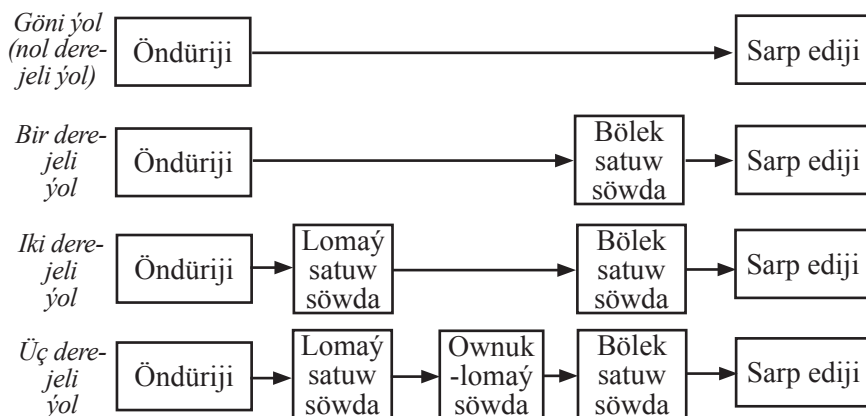 Göni ýol
(nol dere-
jeli ýol)
Öndüriji
Sarp ediji
Bir dere-
jeli
ýol
Öndüriji
Bölek
satuw
söwda
Sarp ediji
Iki dere-
jeli
ýol
Öndüriji
Lomaý
satuw
söwda
Bölek
satuw
söwda
Sarp ediji
Üç dere-
jeli
ýol
Öndüriji
Lomaý
satuw
söwda
Ownuk
-lomaý
söwda
Bölek
satuw
söwda
Sarp ediji